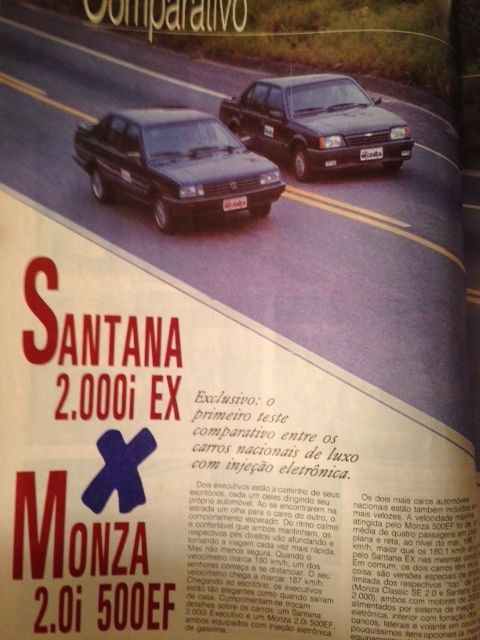 Comparativo
SANTANA
2.000i EX
X
MONZA
2.0i 500EF
Exclusivo: o
primeiro teste
comparativo entre os
carros nacionais de luxo
com injeção eletrônica.
Dois executivos estão a caminho de seus
escritórios, cada um deles dirigindo seu
próprio automóvel. Ao se encontrarem na
estrada um olha para o carro do outro, o
comportamento esperado. Do ritmo calmo
e confortável que ambos mantinham, os
respectivos pés direitos vão afundando e
tornando a viagem cada vez mais rápida.
Mas não menos segura. Quando o
velocímetro marca 180 km/h, um dos
senhores começa a se distanciar. O seu
velocímetro chega a marcar 187 km/h.
Chegando ao escritório, os executivos
estão tão elegantes como quando saíram
de casa. Cumprimentam-se trocam
detalhes sobre os carros: um Santana
2.000i Executivo e um Monza 2.0i 500EF,
ambos equipados com injeção eletrônica
de gasolina.
Os dois mais caros automóveis
nacionais estão também incluídos entre
mais velozes. A velocidade máxima
atingida pelo Monza 500EF foi de
média de quatro passagens em
plana e reta, ao nível do mar, 186,
km/h, maior que os 180,1 km/h
pelo Santana EX nas mesmas
Em comum, os dois carros têm
coisa: são versões especiais de
limitada dos respectivos "top" de
(Monza Classic SE 2.0 e Santana
2.000), ambos com motores de
alimentados por sistema de injeção
eletrônica, interior com forração
bancos, laterais e volante em
pouquíssimos itens opcionais